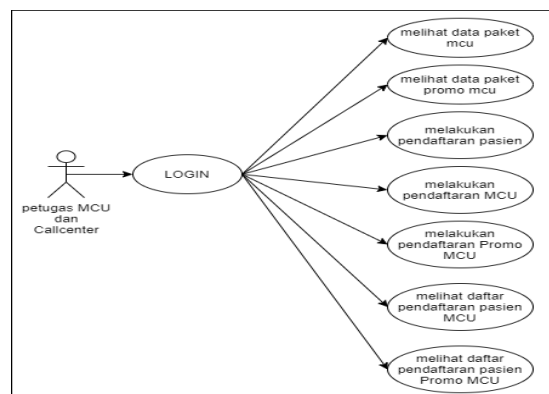 melihat data paket
mcu
melihat data paket
promo mcu
melakukan
pendaftaran pasien
LOGIN
melakukan
pendaftaran MCU
petugas MCU
dan
Callcenter
melakukan
pendaftaran Promo
MCU
melihat daftar
pendaftaran pasien
MCU
melihat daftar
pendaftaran pasien
Promo MCU